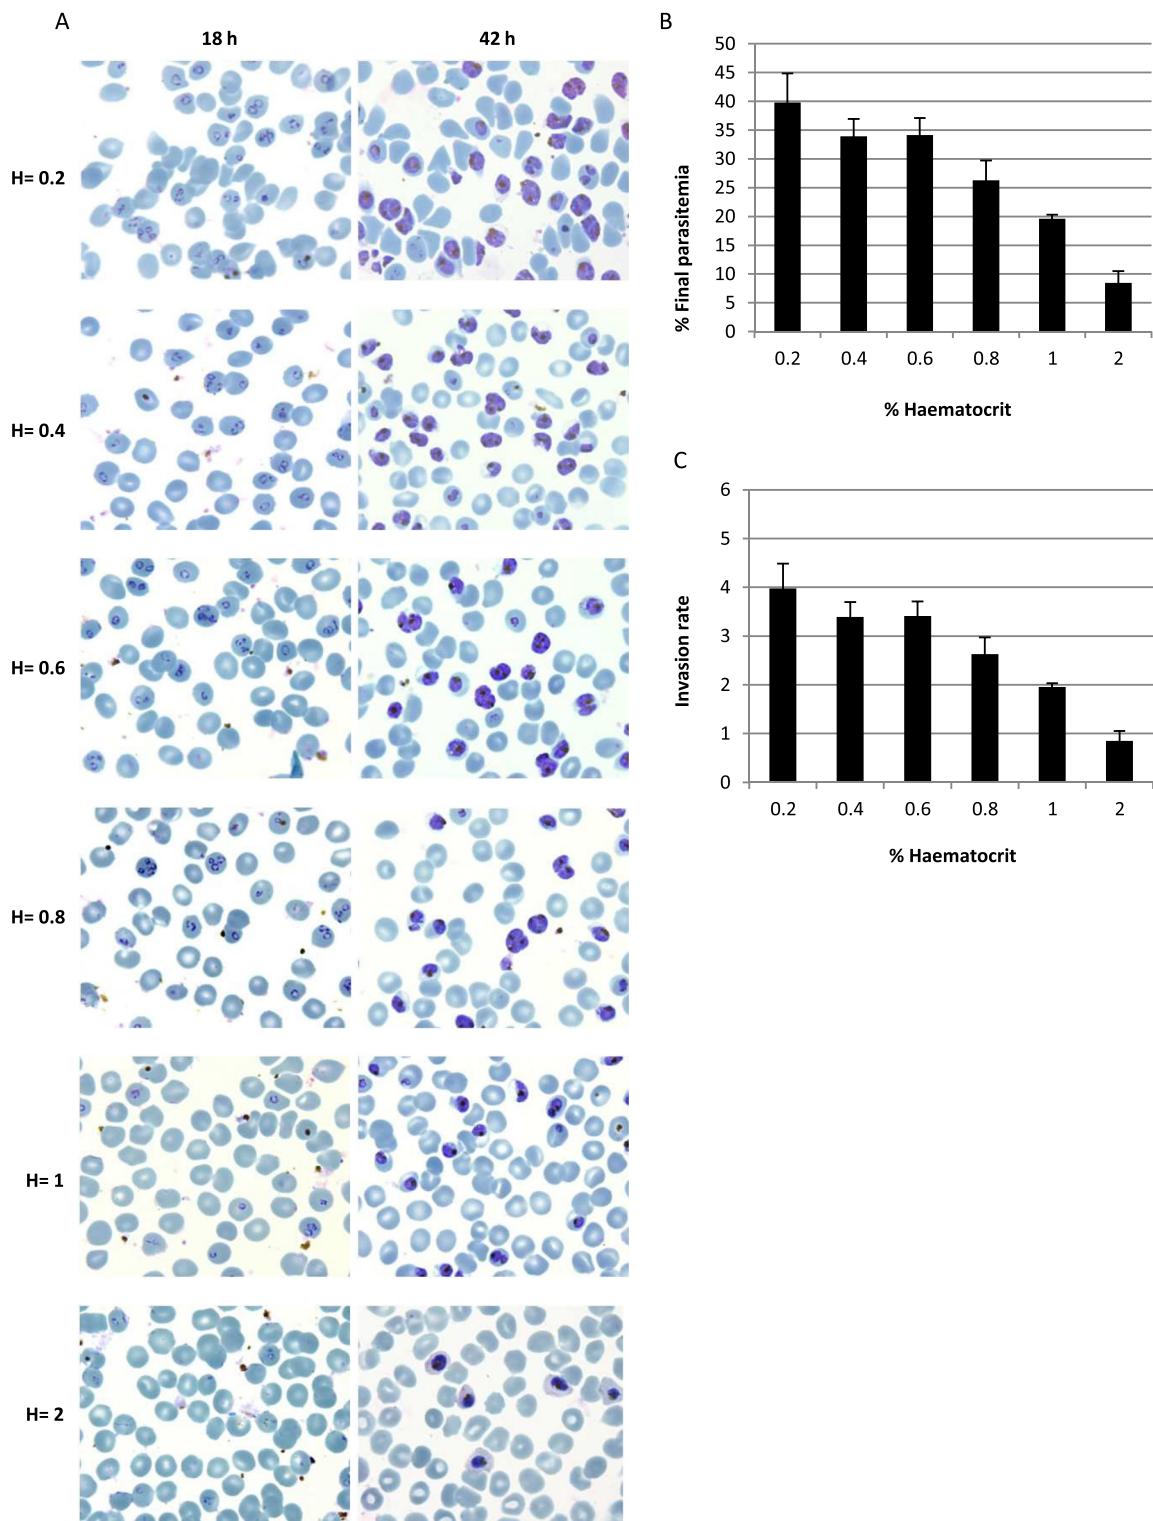 A
18 h
42 h
H= 0.2
H= 0.4
H= 0.6
H= 0.8
H= 1
H= 2
B
50
45
40
35
30
25
20
15
10
5
0
% Final parasitemia
0.2 0.4 0.6 0.8 1 2
% Haematocrit
C
6
5
4
3
2
1
0
Invasion rate
0.2 0.4 0.6 0.8 1 2
% Haematocrit